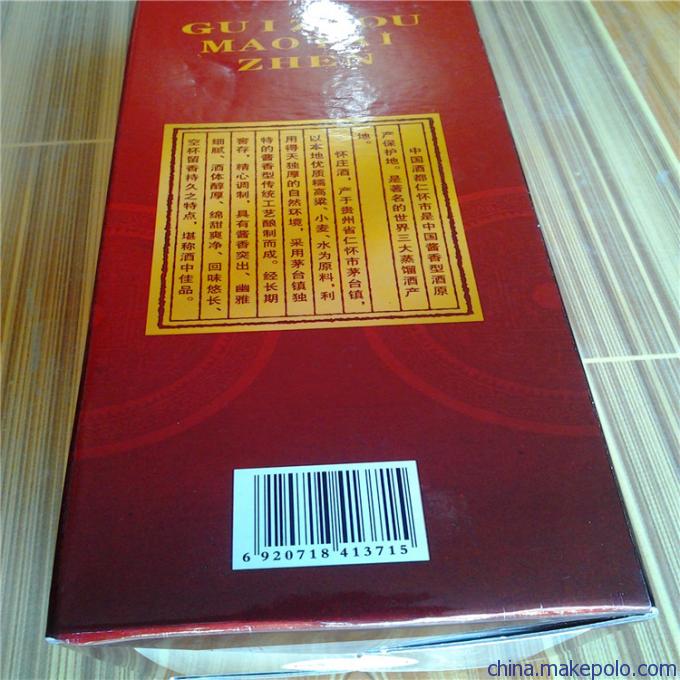 GUIZHOU
MAOTAI
ZHEN
中国酒都仁怀市是中国酱香型酒原
产保护地。是著名的世界三大蒸馏酒产
地。
怀庄酒，产于贵州省仁怀市茅台镇，
以本地优质糯高粱、小麦、水为原料，利
用得天独厚的自然环境，采用茅台镇独
特的酱香型传统工艺酿制而成。经长期
窖存，精心调制，具有酱香突出、幽雅
细腻、酒体醇厚、绵甜爽净、回味悠长、
空杯留香持久之特点，堪称酒中佳品。
6 920718 413715
china.makepolo.com